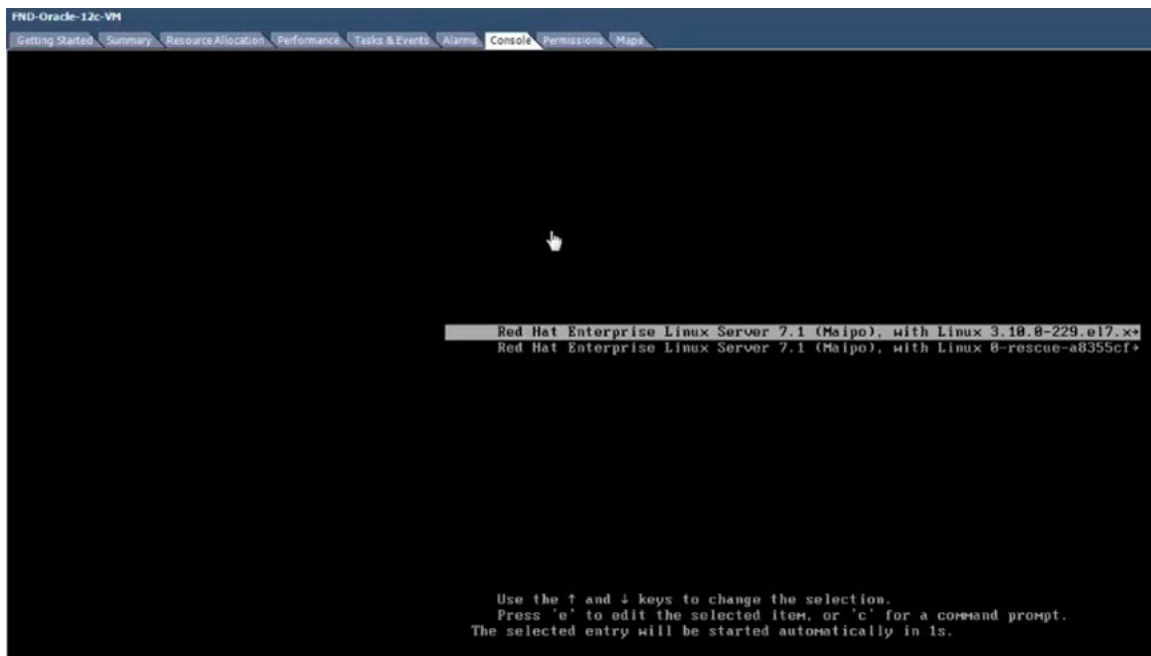 FND-Oracle-12c-VM
Getting Started Summary Resource Allocation Performance Tasks & Events Alarms Console Permissions Maps
Red Hat Enterprise Linux Server 7.1 (Maipo), with Linux 3.10.0-229.el7.x→
Red Hat Enterprise Linux Server 7.1 (Maipo), with Linux 0-rescue-a8355cf→
Use the ↑ and ↓ keys to change the selection.
Press 'e' to edit the selected item, or 'c' for a command prompt.
The selected entry will be started automatically in 1s.